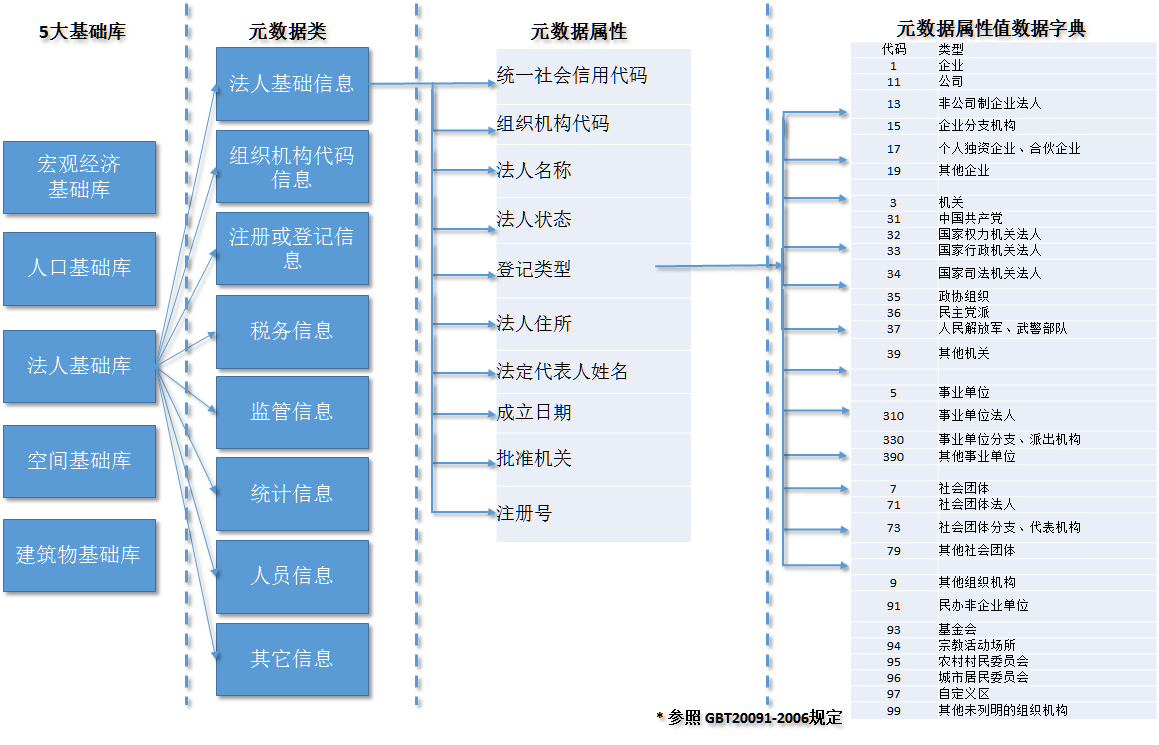 5大基础库
宏观经济
基础库
人口基础库
法人基础库
空间基础库
建筑物基础库
元数据类
法人基础信息
组织机构代码
信息
注册或登记信
息
税务信息
监管信息
统计信息
人员信息
其它信息
元数据属性
统一社会信用代码
组织机构代码
法人名称
法人状态
登记类型
法人住所
法定代表人姓名
成立日期
批准机关
注册号
元数据属性值数据字典
代码 类型
1 企业
11 公司
13 非公司制企业法人
15 企业分支机构
17 个人独资企业、合伙企业
19 其他企业
3 机关
31 中国共产党
32 国家权力机关法人
33 国家行政机关法人
34 国家司法机关法人
35 政协组织
36 民主党派
37 人民解放军、武警部队
39 其他机关
5 事业单位
310 事业单位法人
330 事业单位分支、派出机构
390 其他事业单位
7 社会团体
71 社会团体法人
73 社会团体分支、代表机构
79 其他社会团体
9 其他组织机构
91 民办非企业单位
93 基金会
94 宗教活动场所
95 农村村民委员会
96 城市居民委员会
97 自定义区
99 其他未列明的组织机构
* 参照 GBT20091-2006规定